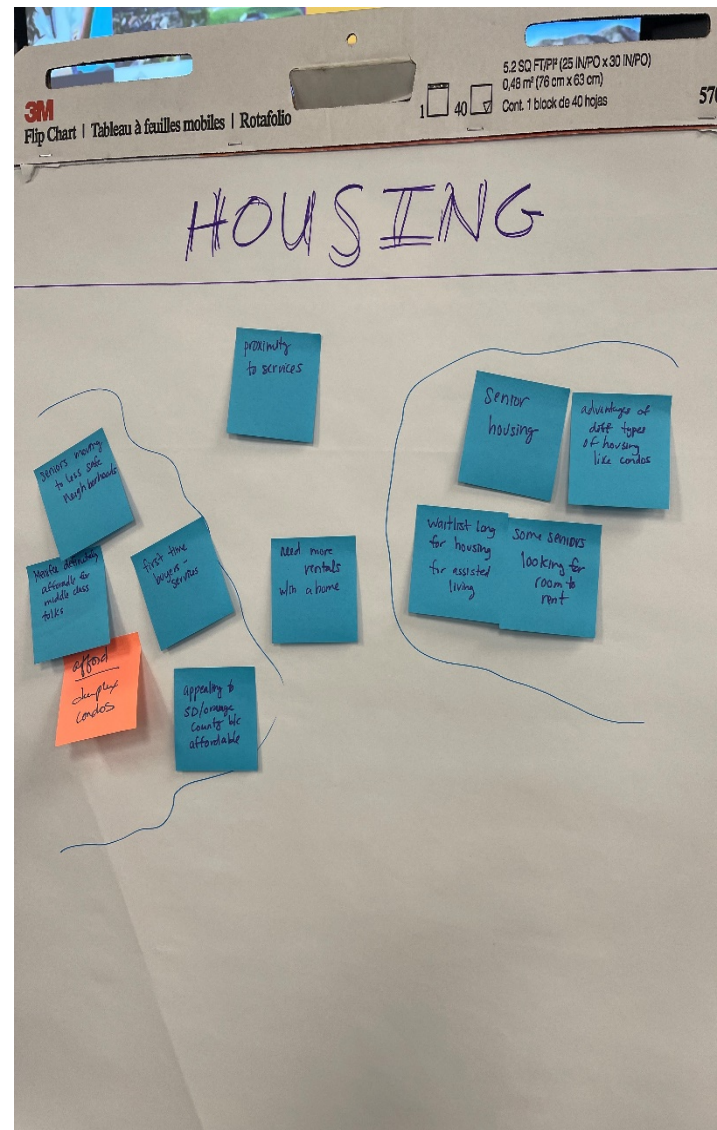 5.2 SQ FT/PI² (25 IN/PO x 30 IN/PO)
0,48 m² (76 cm x 63 cm)
Cont. 1 block de 40 hojas
1 40
570
3M
Flip Chart | Tableau à feuilles mobiles | Rotafolio
HOUSING
proximity
to services
Seniors moving
to less safe
neighborhoods
definitely
affordable for
middle class
folks
first time
buyers -
services
afford
duplex
condos
appealing to
SD/orange
County b/c
affordable
need more
rentals
w/in a home
Senior
housing
advantages of
diff types
of housing
like condos
waitlist long
for housing
for assisted
living
Some seniors
looking for
room to
rent